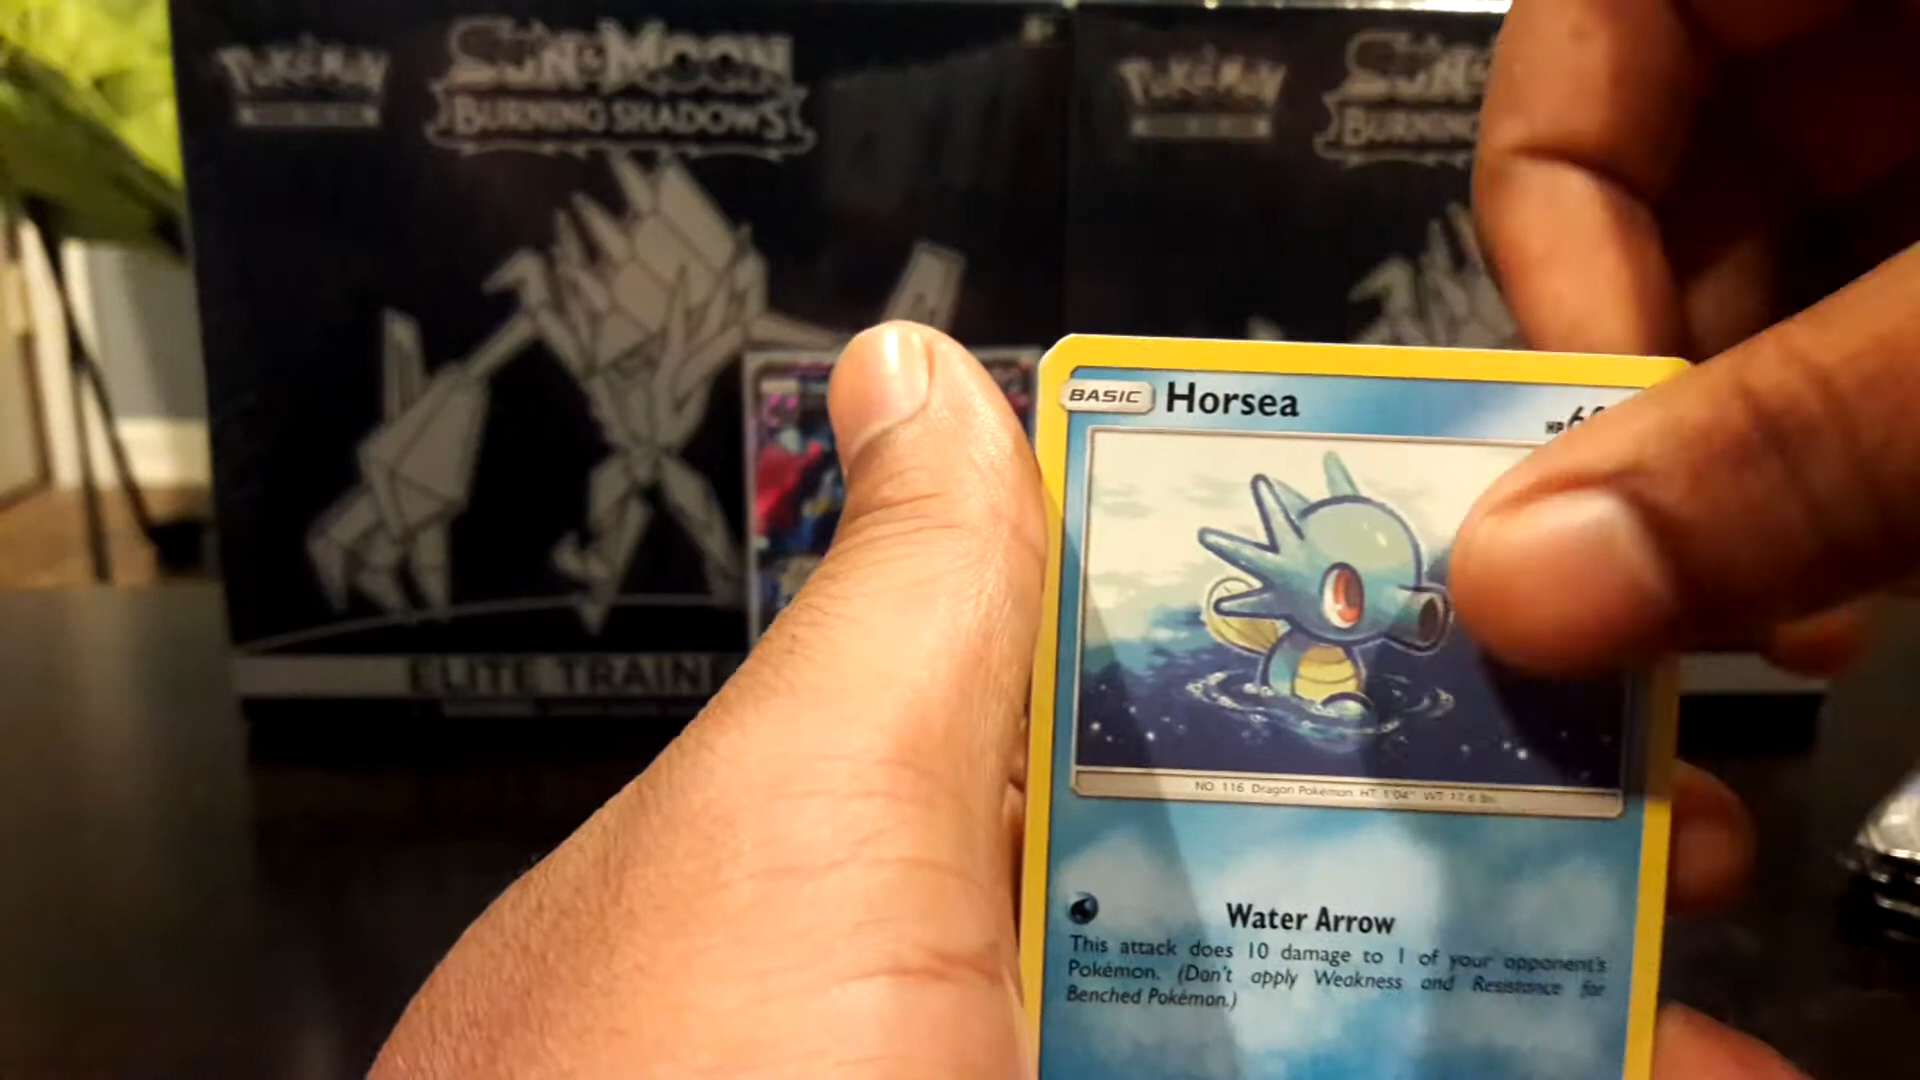 Pokémon
SUN & MOON
BURNING SHADOWS
Pokémon
SUN &
BURNING
ELITE TRAIN
BASIC Horsea HP 6
NO. 116 Dragon Pokémon HT: 1'04" WT: 17.6 lbs.
Water Arrow
This attack does 10 damage to 1 of your opponent's
Pokémon. (Don't apply Weakness and Resistance for
Benched Pokémon.)